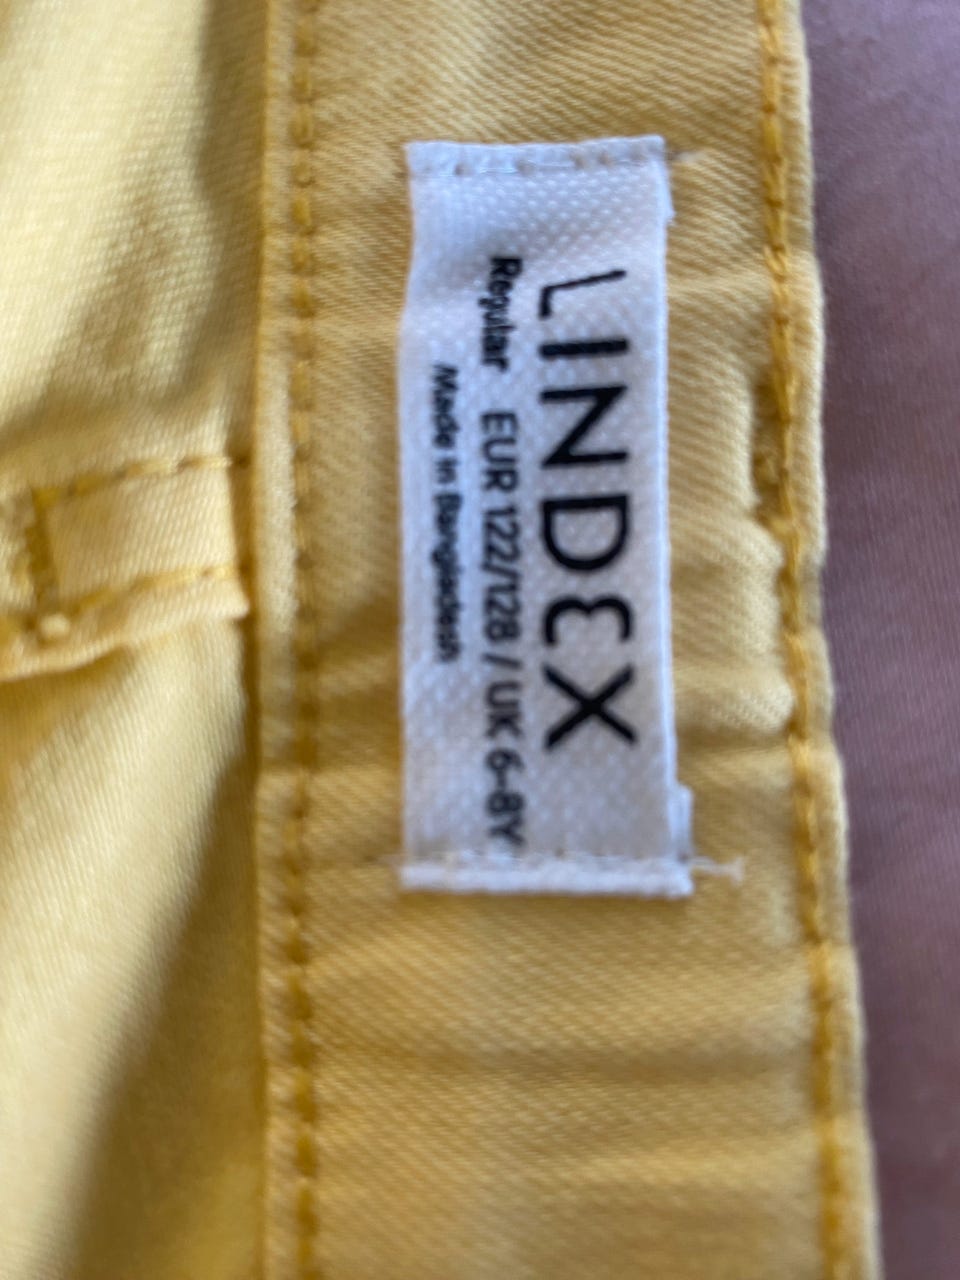 LINDEX
Regular EUR 122/128 / UK 6-8Y
Made in Bangladesh